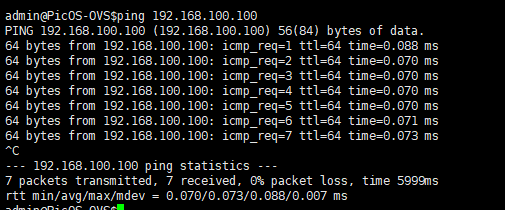 admin@PicOS-OVS$ping 192.168.100.100
PING 192.168.100.100 (192.168.100.100) 56(84) bytes of data.
64 bytes from 192.168.100.100: icmp_req=1 ttl=64 time=0.088 ms
64 bytes from 192.168.100.100: icmp_req=2 ttl=64 time=0.070 ms
64 bytes from 192.168.100.100: icmp_req=3 ttl=64 time=0.070 ms
64 bytes from 192.168.100.100: icmp_req=4 ttl=64 time=0.070 ms
64 bytes from 192.168.100.100: icmp_req=5 ttl=64 time=0.070 ms
64 bytes from 192.168.100.100: icmp_req=6 ttl=64 time=0.071 ms
64 bytes from 192.168.100.100: icmp_req=7 ttl=64 time=0.073 ms
^C
--- 192.168.100.100 ping statistics ---
7 packets transmitted, 7 received, 0% packet loss, time 5999ms
rtt min/avg/max/mdev = 0.070/0.073/0.088/0.007 ms
admin@PicOS-OVS$